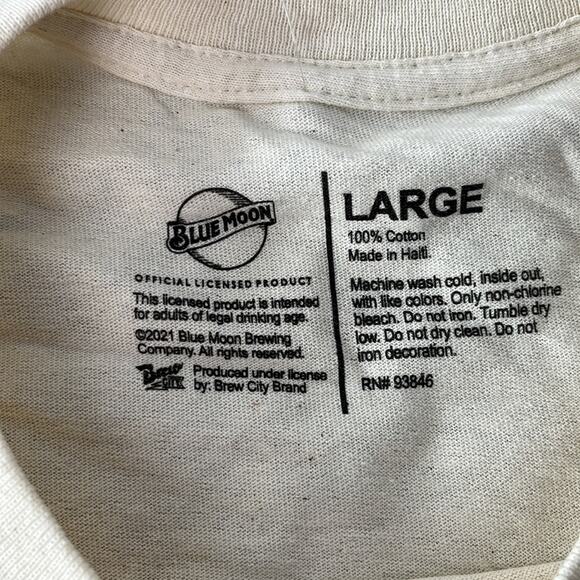 BLUE MOON
OFFICIAL LICENSED PRODUCT
This licensed product is intended
for adults of legal drinking age.
©2021 Blue Moon Brewing
Company. All rights reserved.
Brew
City
Produced under license
by: Brew City Brand
LARGE
100% Cotton
Made in Haiti.
Machine wash cold, inside out,
with like colors. Only non-chlorine
bleach. Do not iron. Tumble dry
low. Do not dry clean. Do not
iron decoration.
RN# 93846